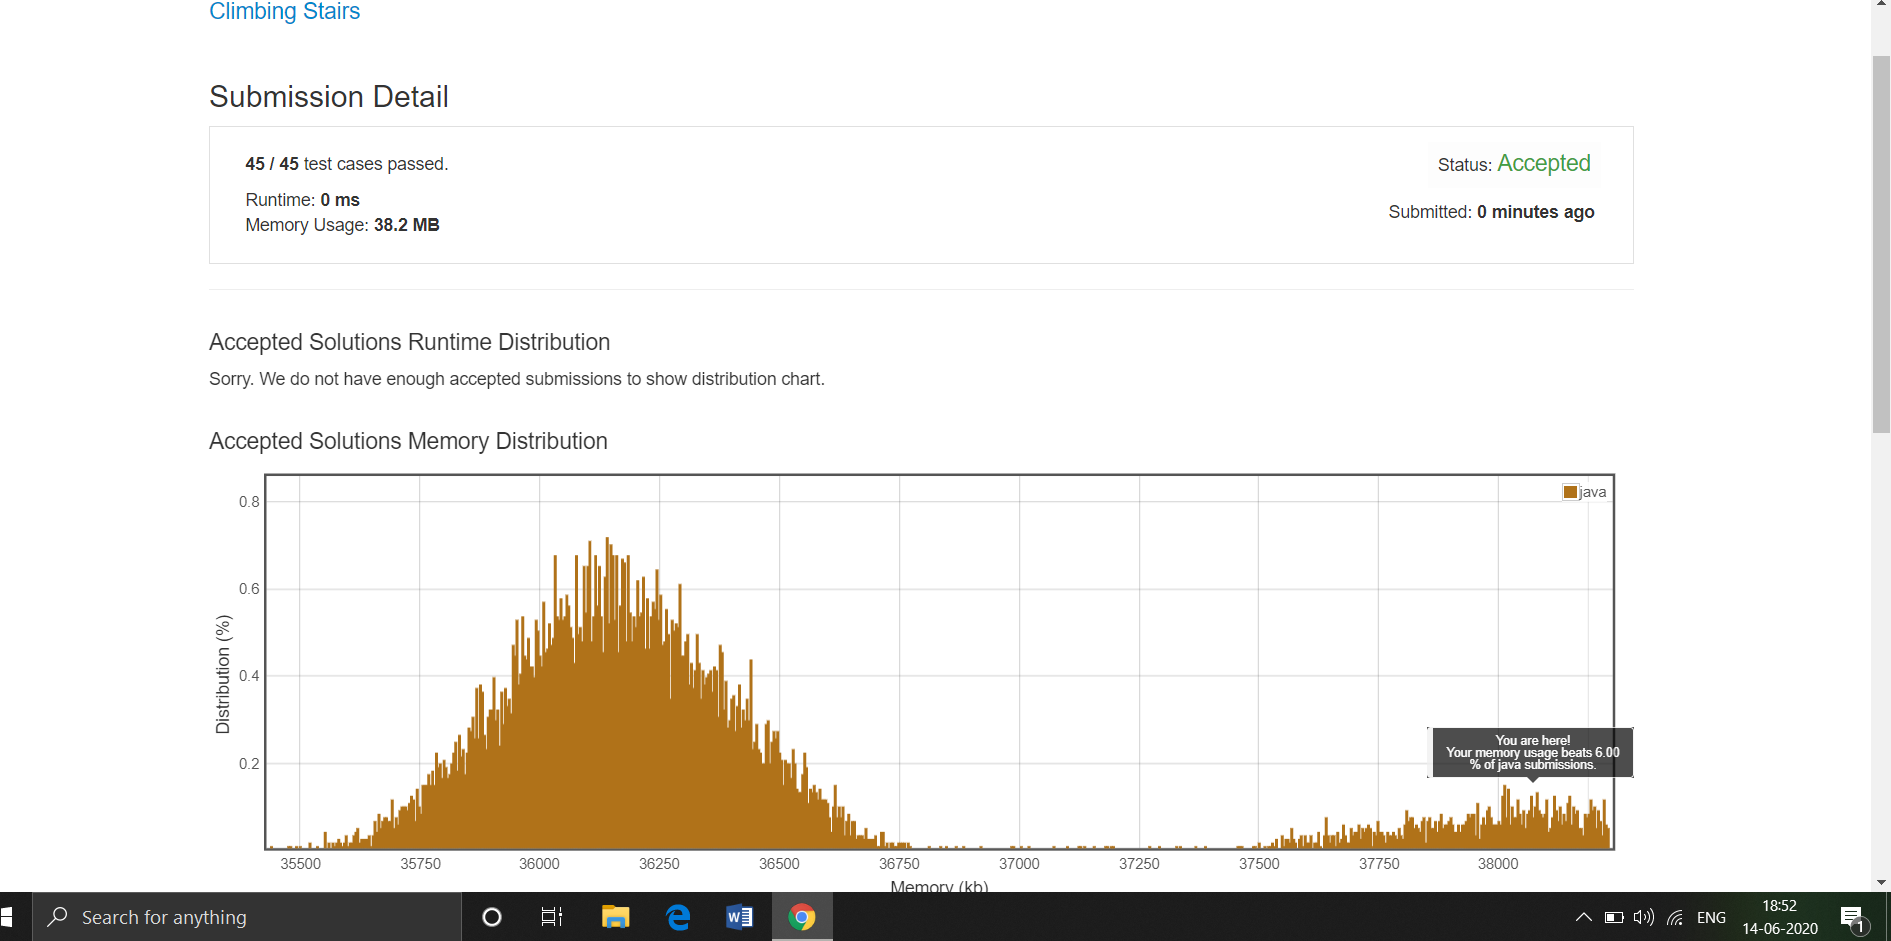 Climbing Stairs
Submission Detail
45 / 45 test cases passed.
Status: Accepted
Runtime: 0 ms
Submitted: 0 minutes ago
Memory Usage: 38.2 MB
Accepted Solutions Runtime Distribution
Sorry. We do not have enough accepted submissions to show distribution chart.
Accepted Solutions Memory Distribution
java
0.8
0.6
0.4
0.2
Distribution (%)
You are here!
Your memory usage beats 6.00
% of java submissions.
35500 35750 36000 36250 36500 36750 37000 37250 37500 37750 38000
Memory (kb)
Search for anything
ENG
18:52
14-06-2020
1